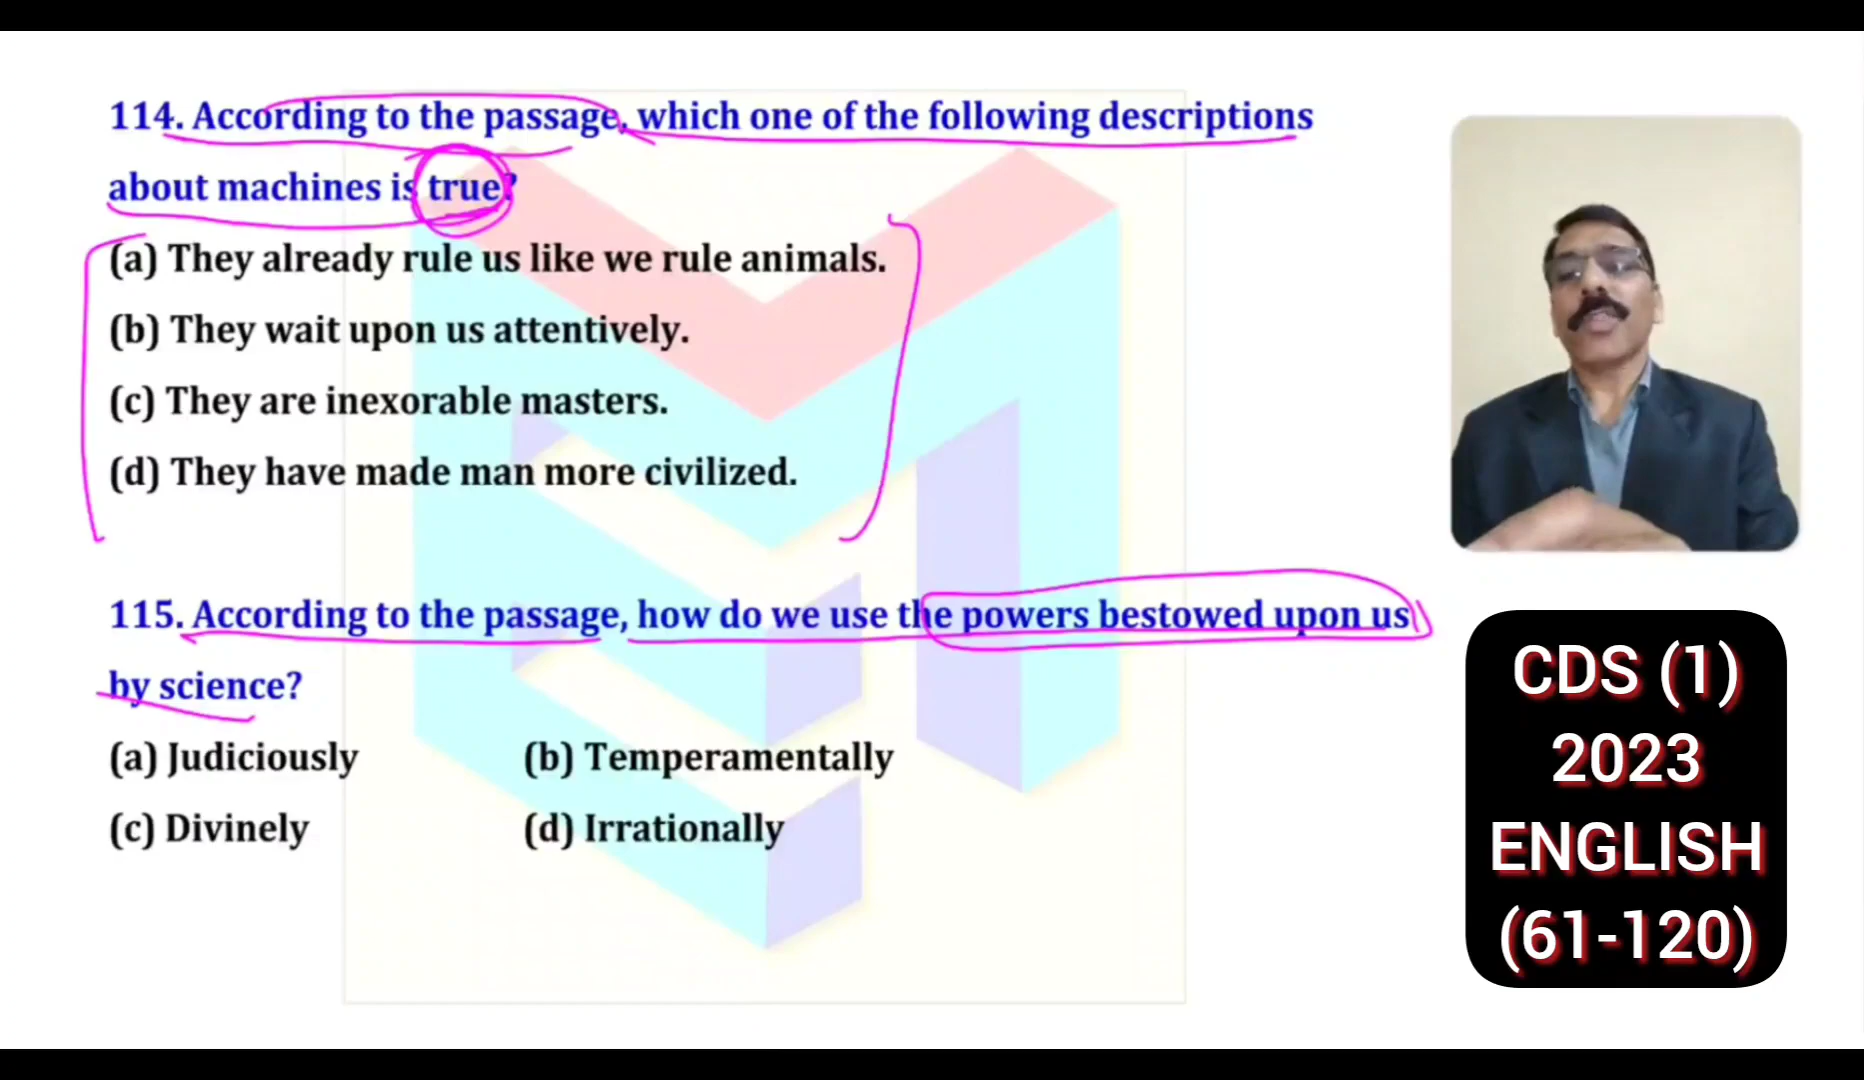 114. According to the passage, which one of the following descriptions
about machines is true?
(a) They already rule us like we rule animals.
(b) They wait upon us attentively.
(c) They are inexorable masters.
(d) They have made man more civilized.
115. According to the passage, how do we use the powers bestowed upon us
by science?
(a) Judiciously (b) Temperamentally
(c) Divinely (d) Irrationally
CDS (1)
2023
ENGLISH
(61-120)